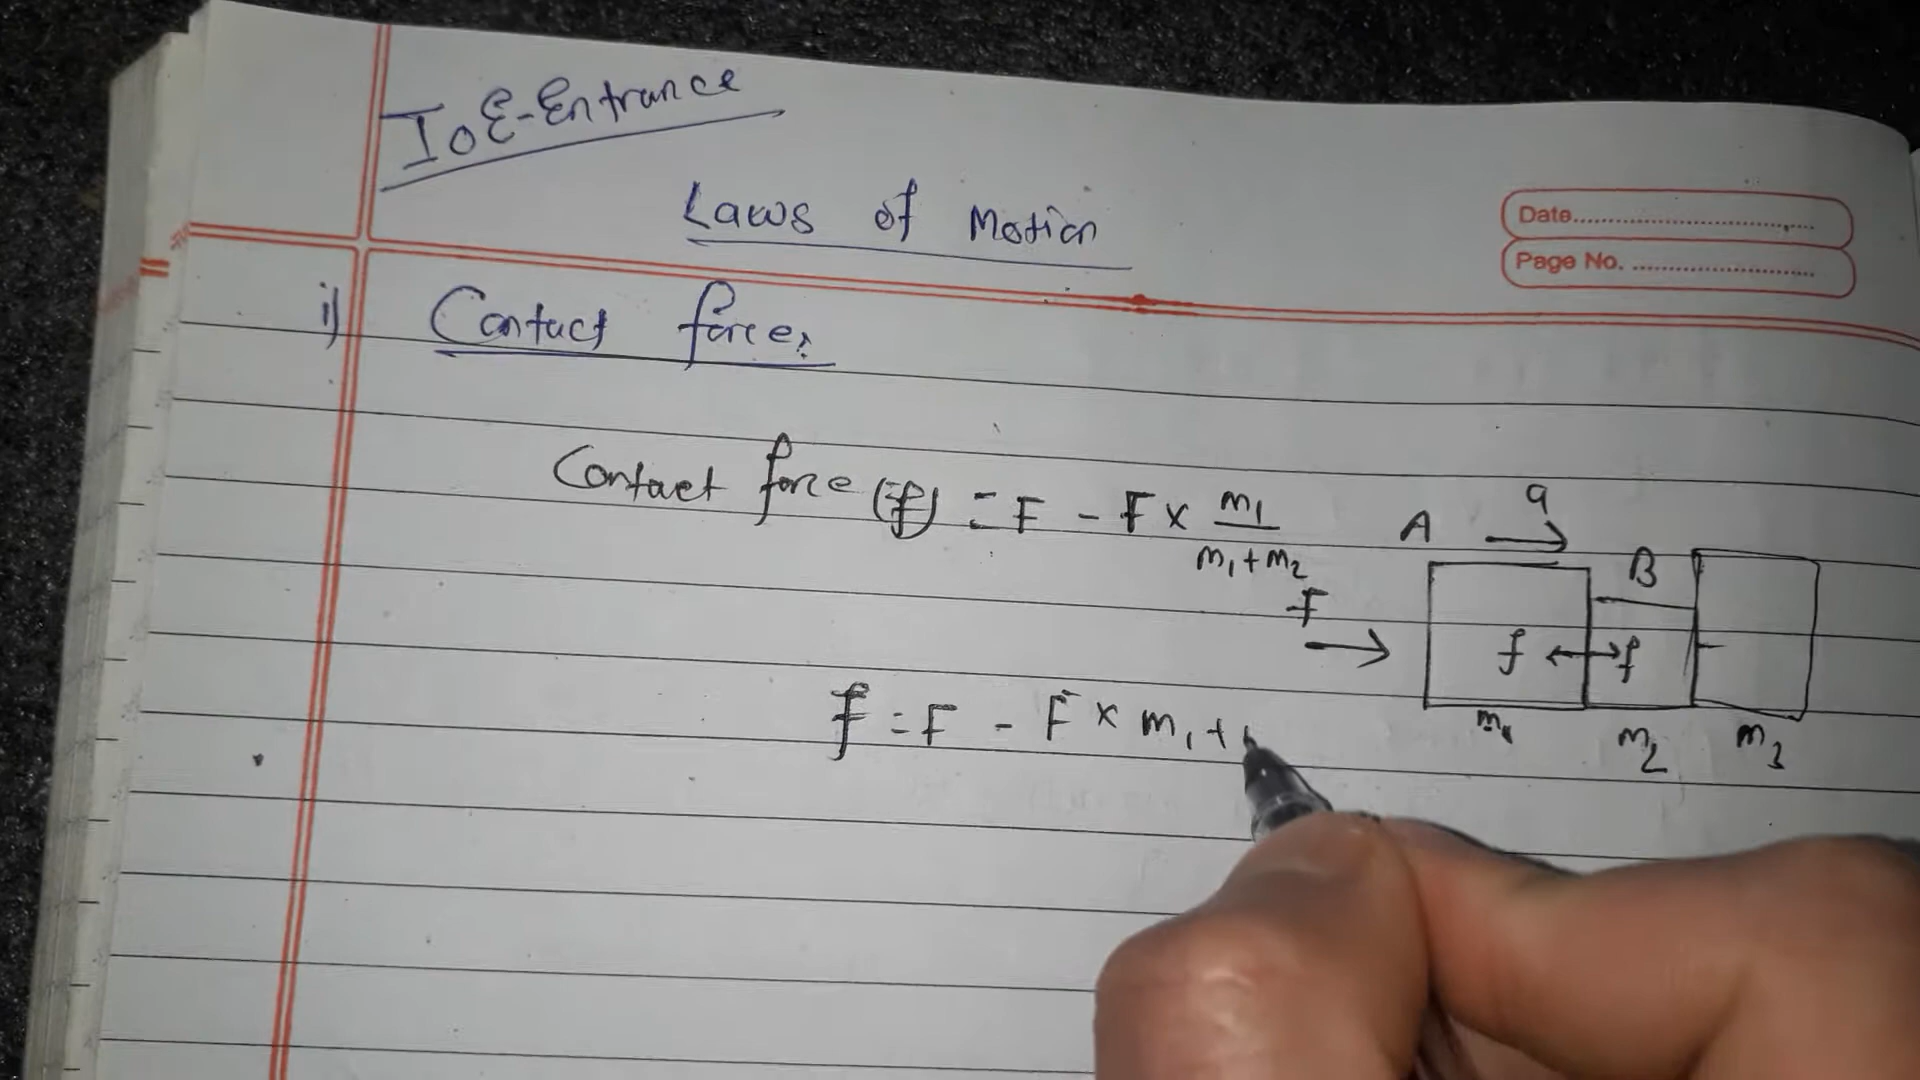 IOE-Entrance
Laws of Motion
Date
Page No.
i) Contact force:
Contact force (f) = F - F × m1
m1 + m2
A a
B
F
f f
m1 m2 m3
f = F - F × m1 +